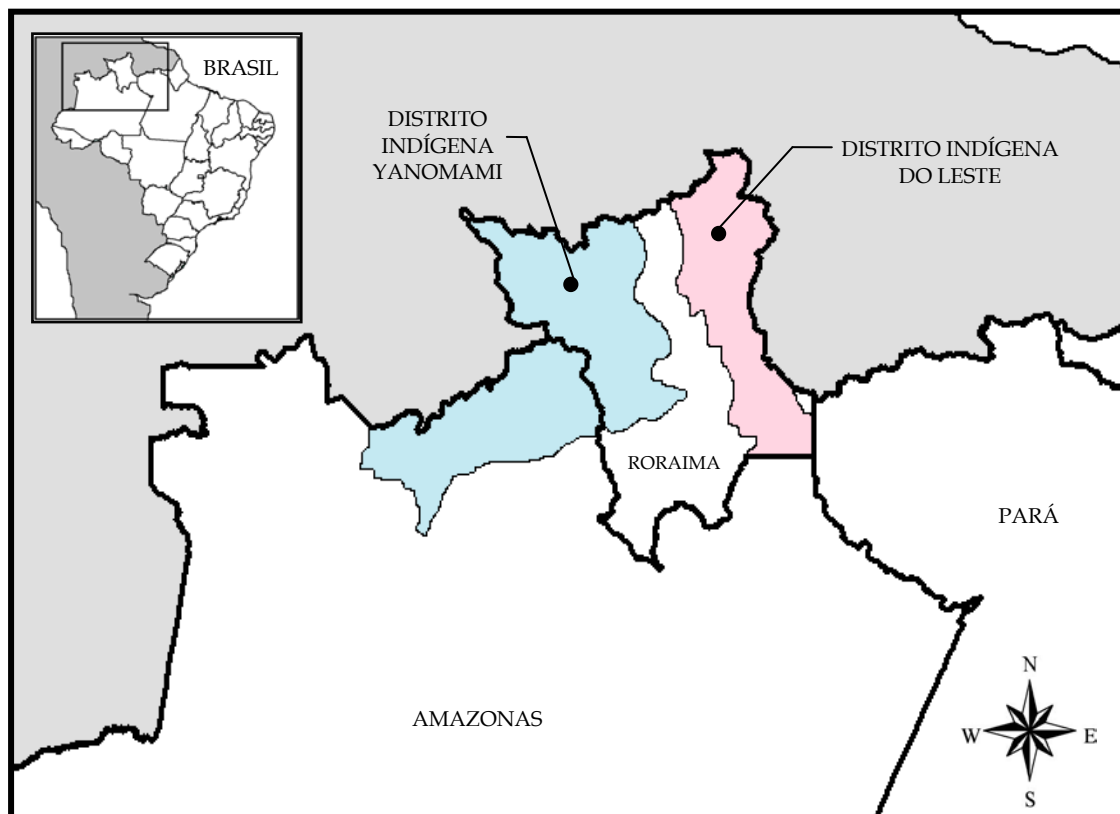 BRASIL
DISTRITO
INDÍGENA
YANOMAMI
DISTRITO INDÍGENA
DO LESTE
RORAIMA
PARÁ
AMAZONAS
N
W
E
S